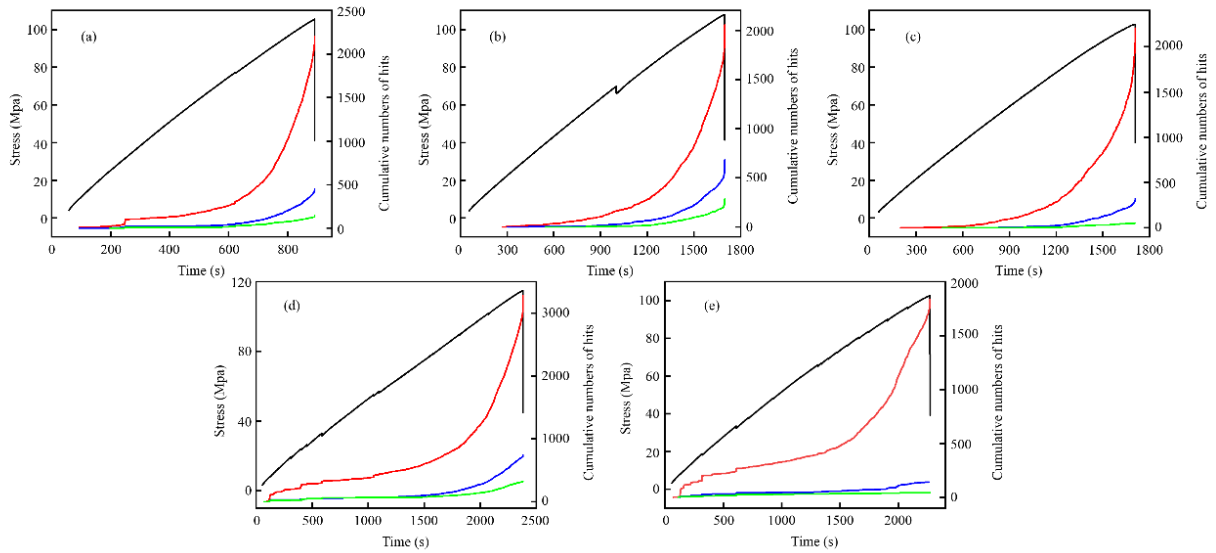 (a)
Stress (Mpa)
100
80
60
40
20
0
2500
2000
1500
1000
500
0
Cumulative numbers of hits
0 200 400 600 800
Time (s)
(b)
Stress (Mpa)
100
80
60
40
20
0
2000
1500
1000
500
0
Cumulative numbers of hits
300 600 900 1200 1500 1800
Time (s)
(c)
Stress (Mpa)
100
80
60
40
20
0
2000
1500
1000
500
0
Cumulative numbers of hits
0 300 600 900 1200 1500 1800
Time (s)
(d)
Stress (Mpa)
120
80
40
0
3000
2000
1000
0
Cumulative numbers of hits
0 500 1000 1500 2000 2500
Time (s)
(e)
Stress (Mpa)
100
80
60
40
20
0
2000
1500
1000
500
0
Cumulative numbers of hits
0 500 1000 1500 2000
Time (s)